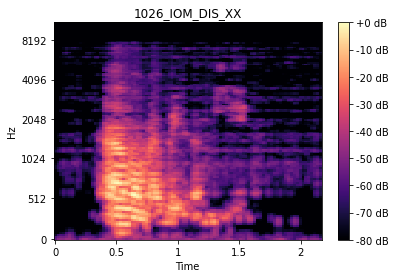 1026_IOM_DIS_XX
Hz
8192
4096
2048
1024
512
0
0
0.5
1
1.5
2
Time
+0 dB
-10 dB
-20 dB
-30 dB
-40 dB
-50 dB
-60 dB
-70 dB
-80 dB